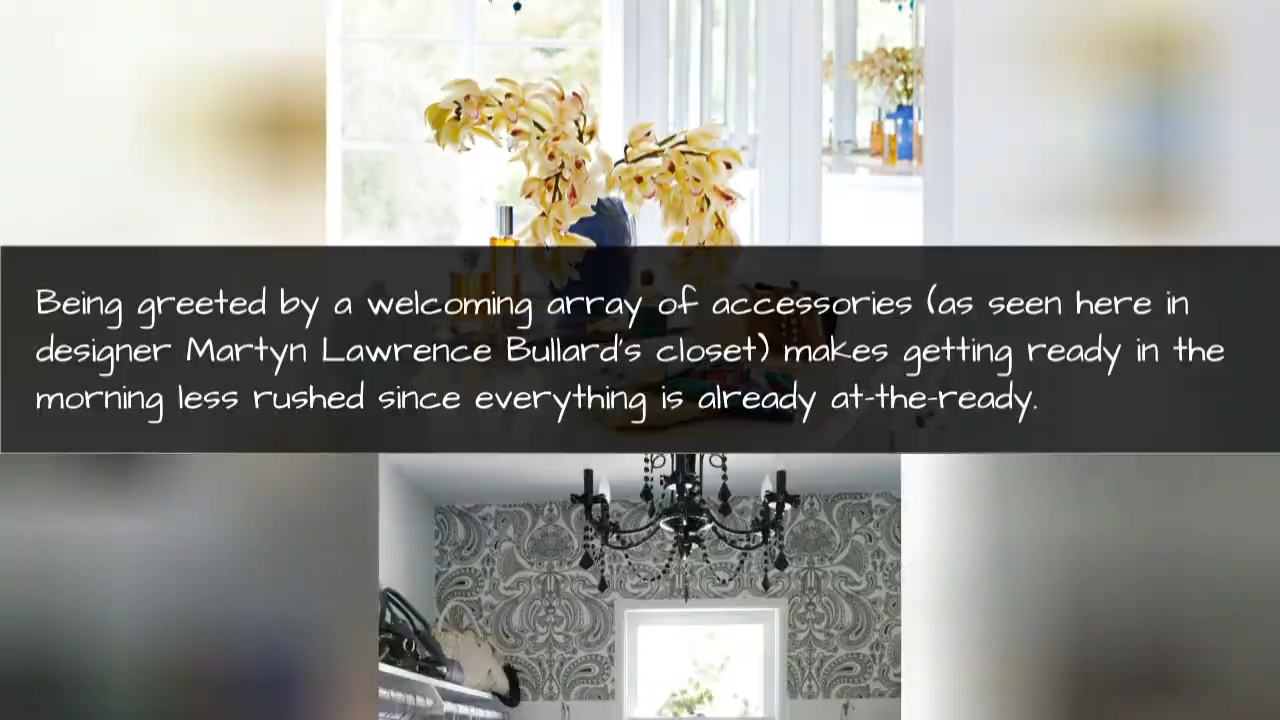 Being greeted by a welcoming array of accessories (as seen here in
designer Martyn Lawrence Bullard's closet) makes getting ready in the
morning less rushed since everything is already at-the-ready.